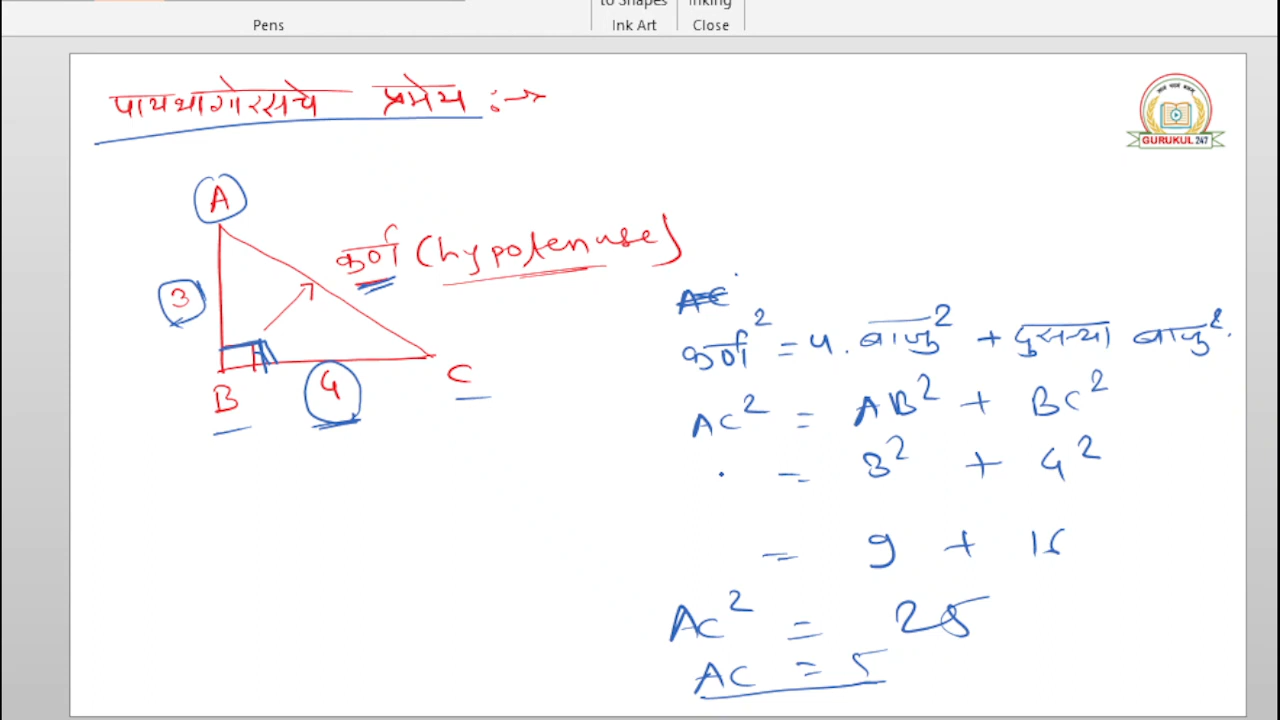 Pens
to Shapes
Ink Art
Inking
Close
पायथागोरसचे प्रमेय :→
GURUKUL 247
A
कर्ण (hypotenuse)
3
B
4
C
AC
कर्ण² = प. बाजू² + दुसऱ्या बाजू².
AC² = AB² + BC²
= 3² + 4²
= 9 + 16
AC² = 25
AC = 5